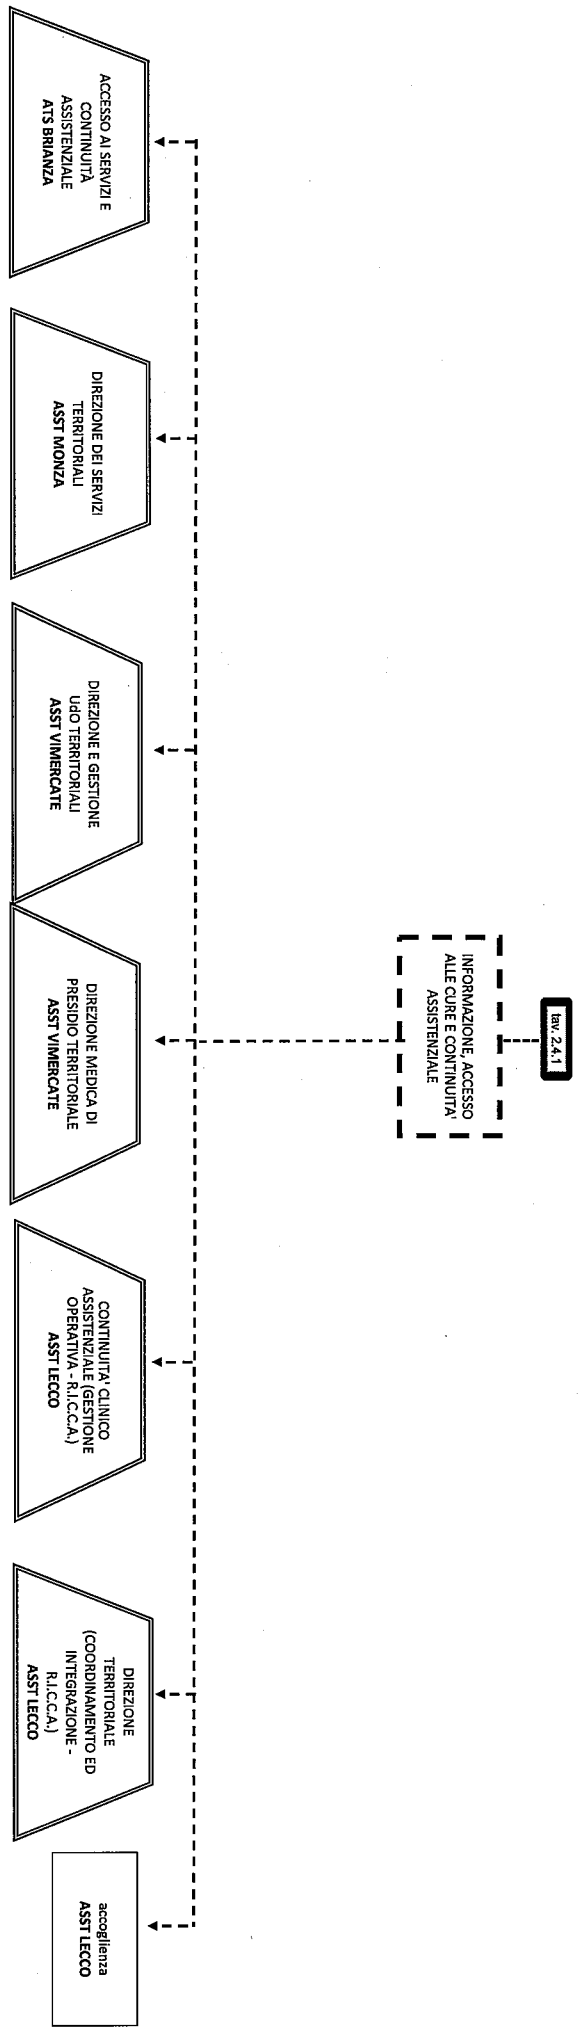 tav. 2.4.1
INFORMAZIONE, ACCESSO
ALLE CURE E CONTINUITA'
ASSISTENZIALE
ACCESSO AI SERVIZI E
CONTINUITÀ
ASSISTENZIALE
ATS BRIANZA
DIREZIONE DEI SERVIZI
TERRITORIALI
ASST MONZA
DIREZIONE E GESTIONE
UdO TERRITORIALI
ASST VIMERCATE
DIREZIONE MEDICA DI
PRESIDIO TERRITORIALE
ASST VIMERCATE
CONTINUITA' CLINICO
ASSISTENZIALE (GESTIONE
OPERATIVA - R.I.C.C.A.)
ASST LECCO
DIREZIONE
TERRITORIALE
(COORDINAMENTO ED
INTEGRAZIONE -
R.I.C.C.A.)
ASST LECCO
accoglienza
ASST LECCO